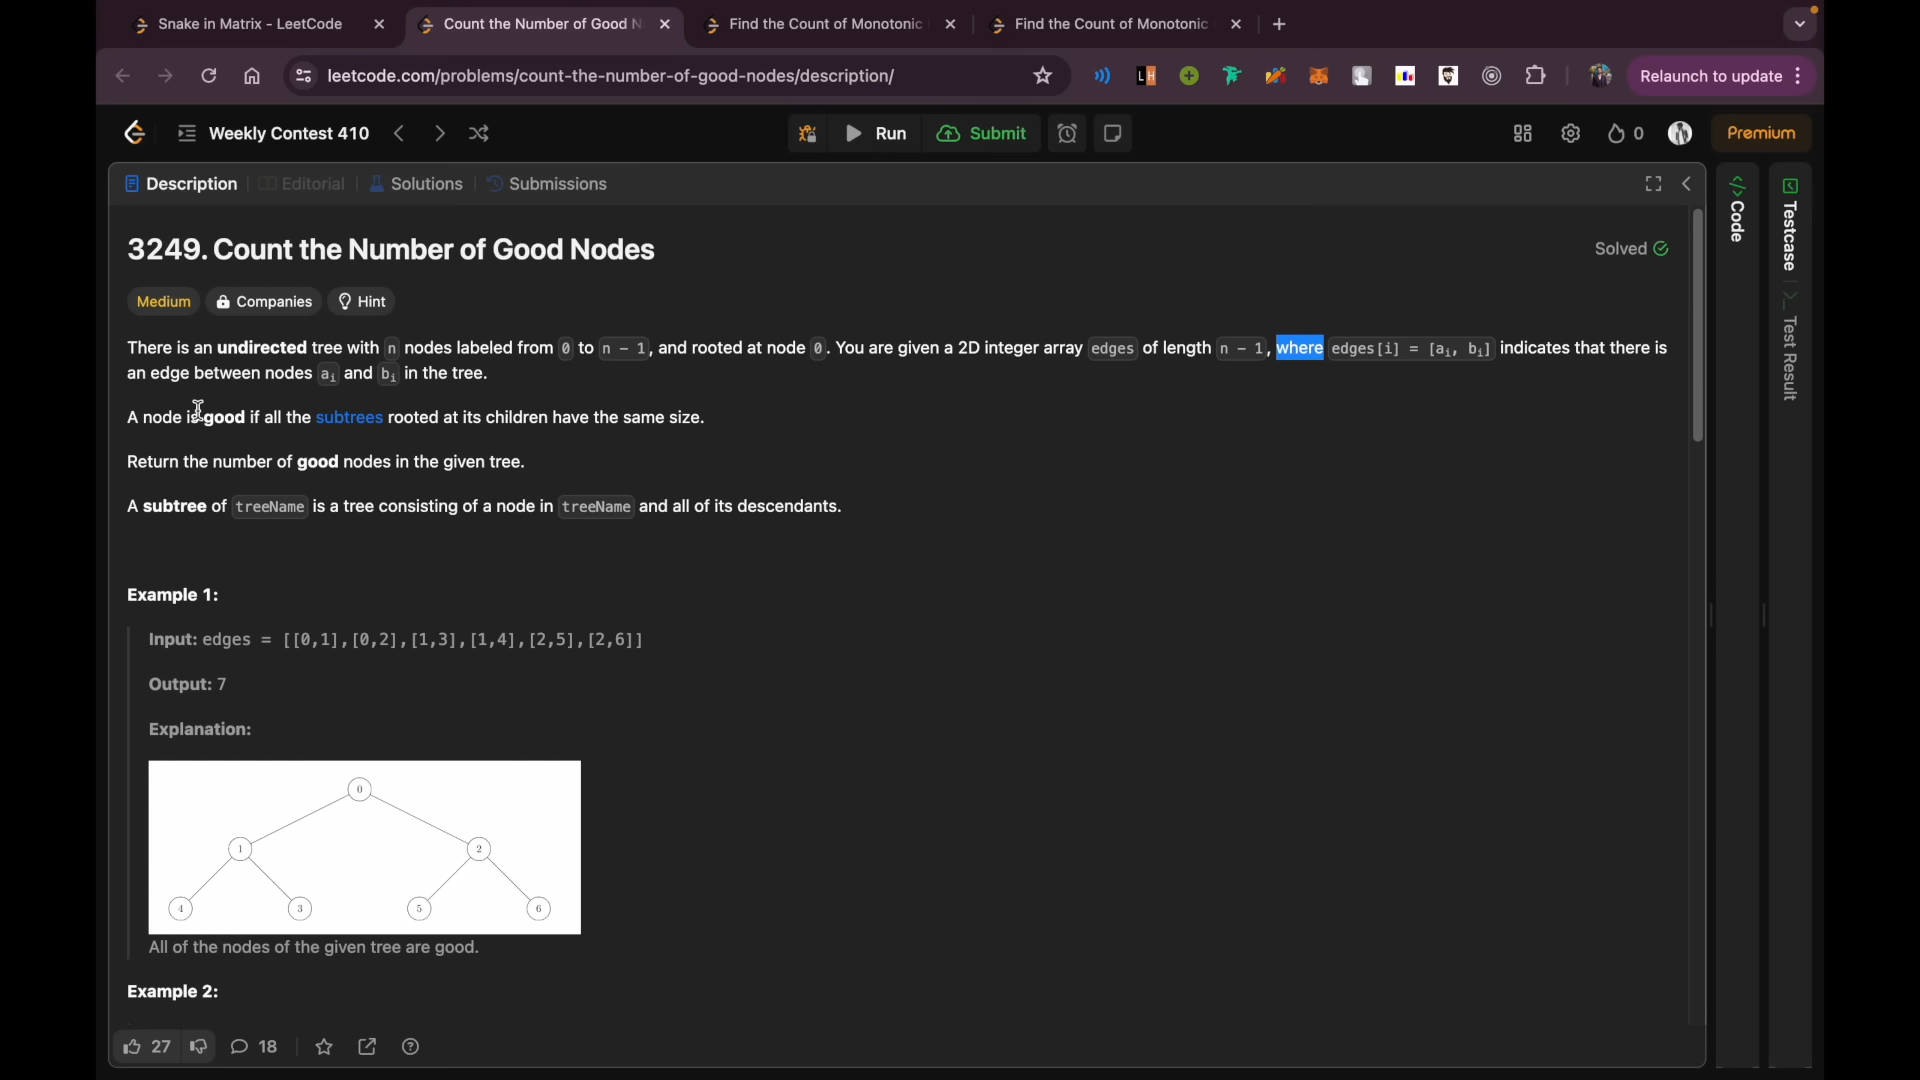 Snake in Matrix - LeetCode
Count the Number of Good N
Find the Count of Monotonic
Find the Count of Monotonic
leetcode.com/problems/count-the-number-of-good-nodes/description/
LH
Relaunch to update
Weekly Contest 410
Run
Submit
0
Premium
Description
Editorial
Solutions
Submissions
Code
Testcase
Test Result
3249. Count the Number of Good Nodes
Solved
Medium
Companies
Hint
There is an undirected tree with n nodes labeled from 0 to n - 1, and rooted at node 0. You are given a 2D integer array edges of length n - 1, where edges[i] = [ai, bi] indicates that there is
an edge between nodes ai and bi in the tree.
A node is good if all the subtrees rooted at its children have the same size.
Return the number of good nodes in the given tree.
A subtree of treeName is a tree consisting of a node in treeName and all of its descendants.
Example 1:
Input: edges = [[0,1],[0,2],[1,3],[1,4],[2,5],[2,6]]
Output: 7
Explanation:
0
1 2
4 3 5 6
All of the nodes of the given tree are good.
Example 2:
27
18